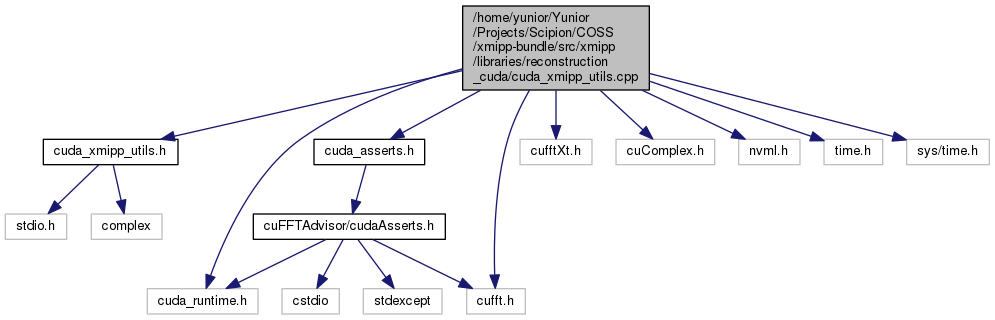 /home/yunior/Yunior
/Projects/Scipion/COSS
/xmipp-bundle/src/xmipp
/libraries/reconstruction
_cuda/cuda_xmipp_utils.cpp
cuda_xmipp_utils.h
cuda_asserts.h
cufftXt.h
cuComplex.h
nvml.h
time.h
sys/time.h
stdio.h
complex
cuFFTAdvisor/cudaAsserts.h
cuda_runtime.h
cstdio
stdexcept
cufft.h